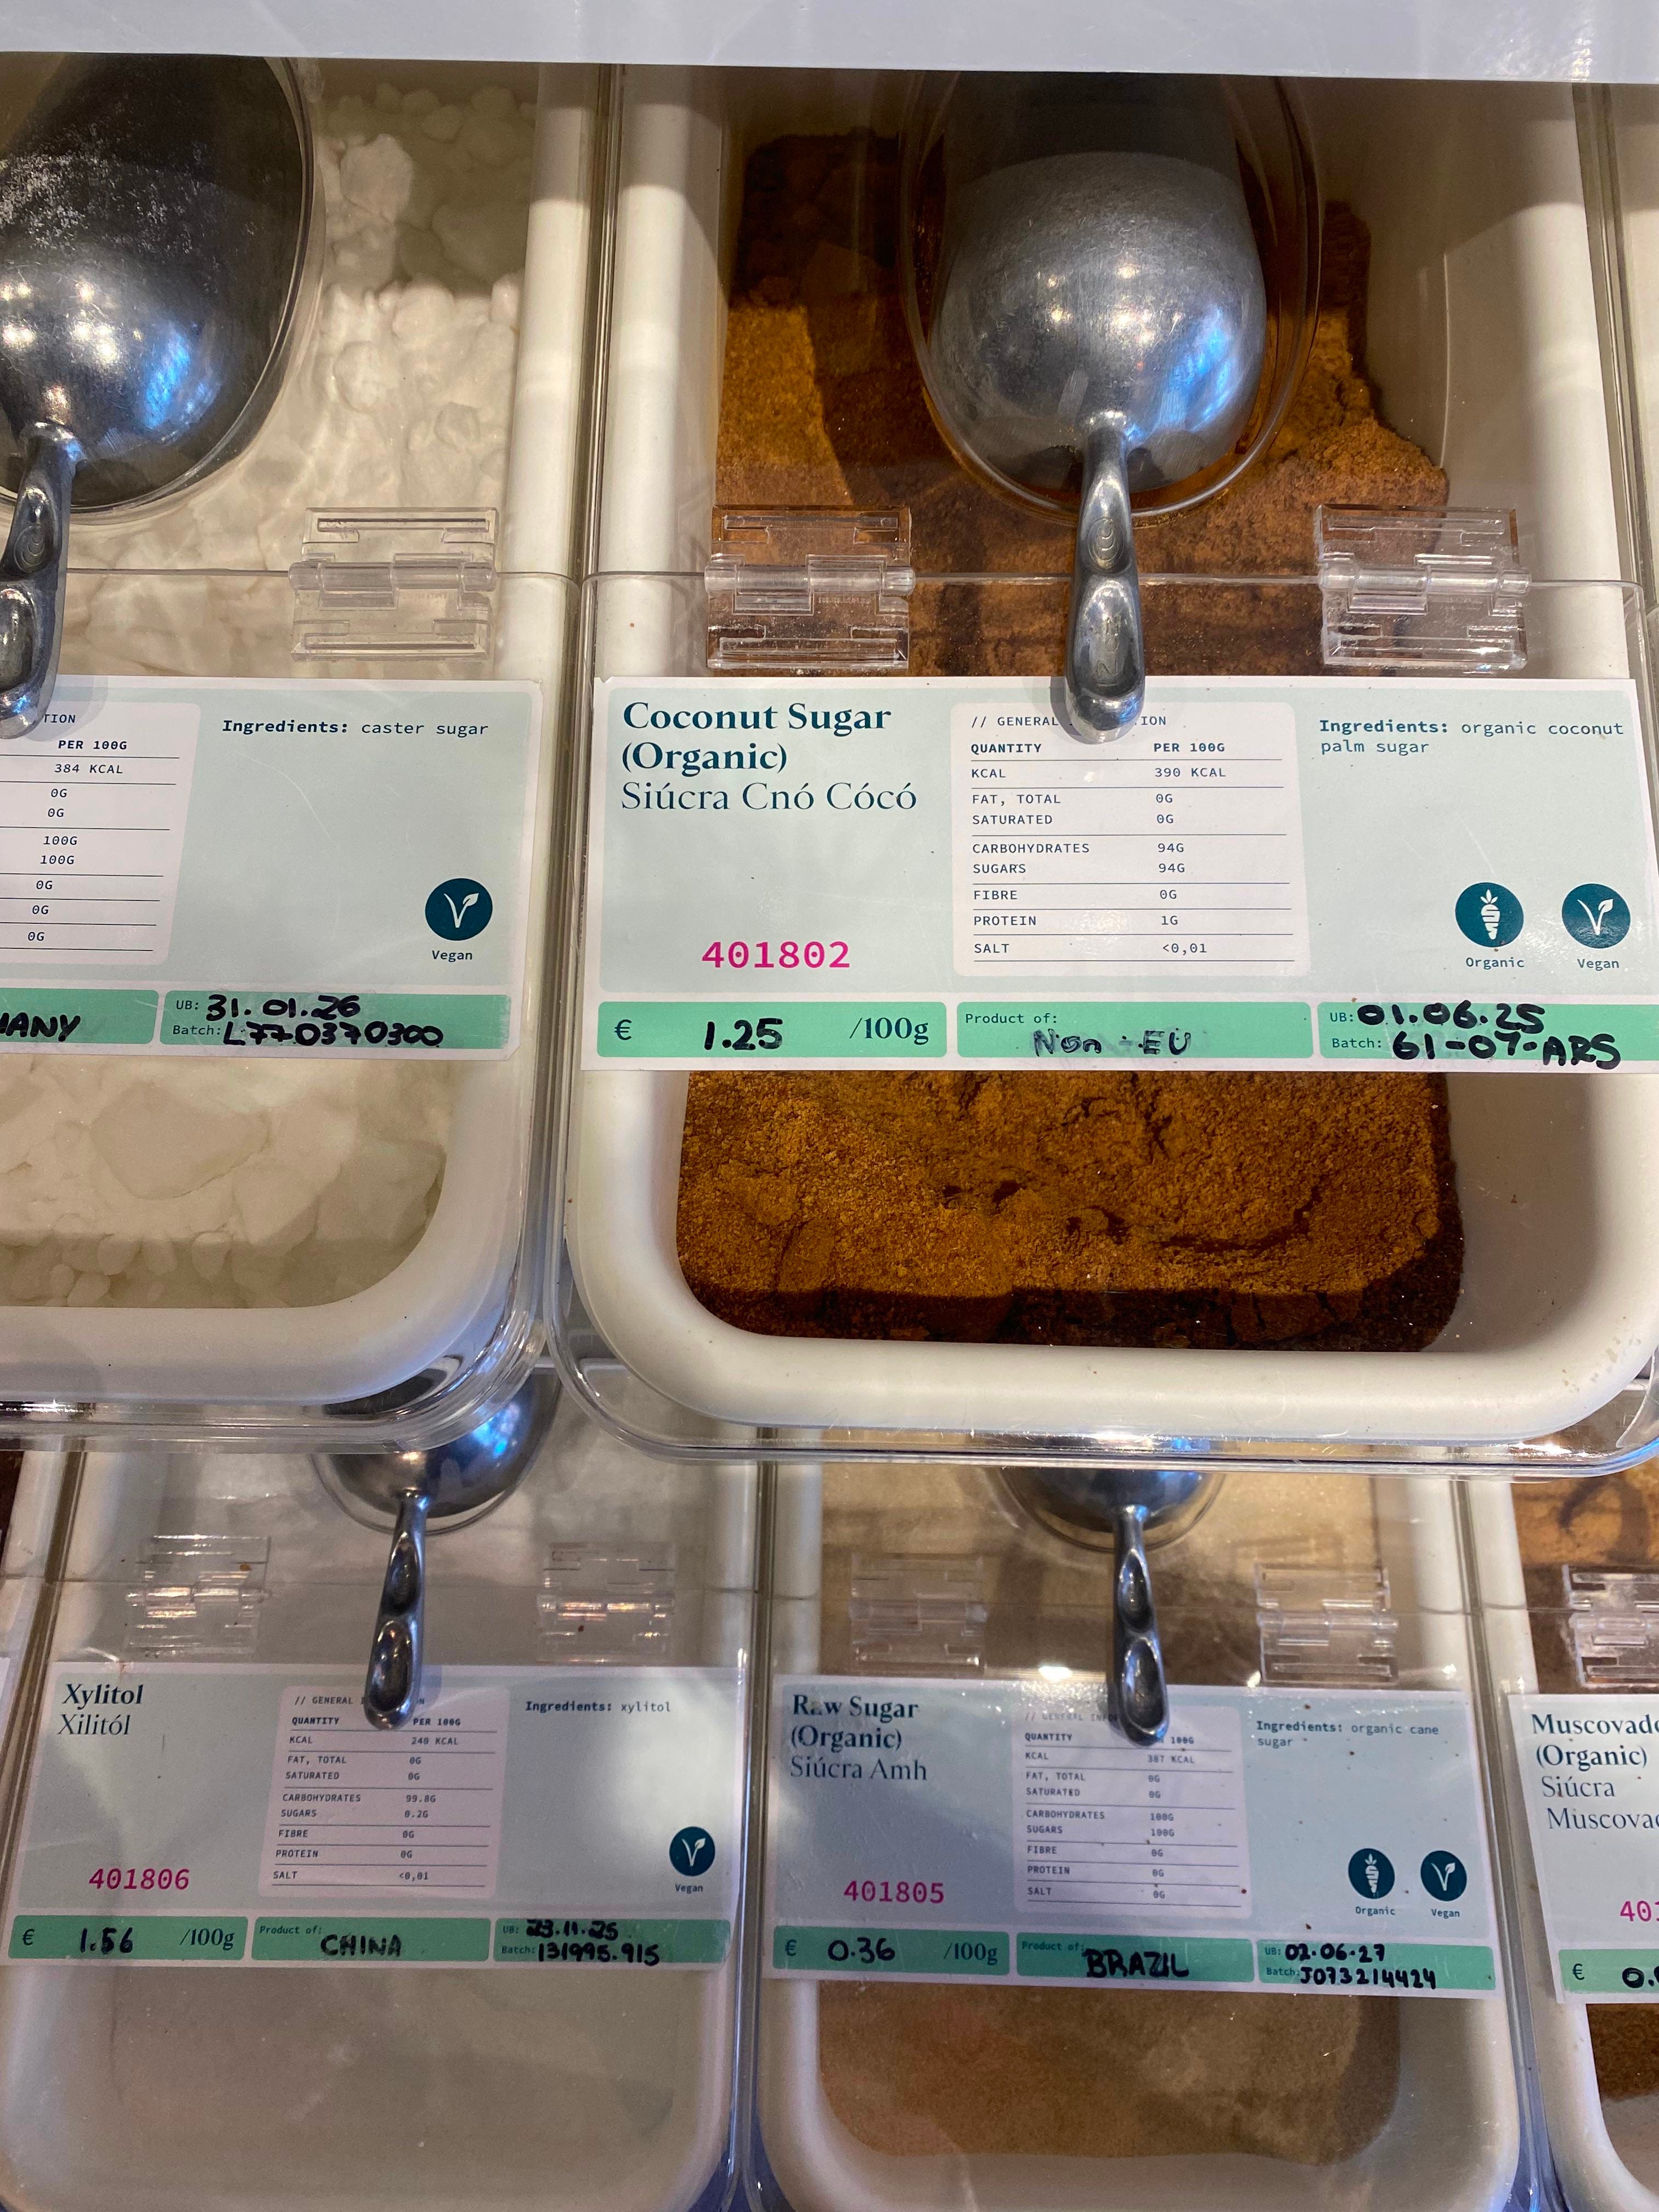 TION
PER 100G
384 KCAL
0G
0G
100G
100G
0G
0G
0G
Ingredients: caster sugar
Vegan
UB: 31.01.26
Batch: L770370300
Coconut Sugar
(Organic)
Siúcra Cnó Cócó
401802
€ 1.25 /100g
// GENERAL ION
QUANTITY PER 100G
KCAL 390 KCAL
FAT, TOTAL 0G
SATURATED 0G
CARBOHYDRATES 94G
SUGARS 94G
FIBRE 0G
PROTEIN 1G
SALT <0,01
Product of:
Non-EU
Ingredients: organic coconut
palm sugar
Organic Vegan
UB: 01.06.25
Batch: 61-07-ARS
Xylitol
Xilitól
401806
€ 1.56 /100g
// GENERAL
QUANTITY PER 100G
KCAL 240 KCAL
FAT, TOTAL 0G
SATURATED 0G
CARBOHYDRATES 99.8G
SUGARS 0.2G
FIBRE 0G
PROTEIN 0G
SALT <0,01
Product of:
CHINA
Ingredients: xylitol
Vegan
UB: 23.11.25
Batch: 131995.915
Raw Sugar
(Organic)
Siúcra Amh
401805
€ 0.36 /100g
// GENERAL INFO
QUANTITY 100G
KCAL 387 KCAL
FAT, TOTAL 0G
SATURATED 0G
CARBOHYDRATES 100G
SUGARS 100G
FIBRE 0G
PROTEIN 0G
SALT 0G
Product of:
BRAZIL
Ingredients: organic cane
sugar
Organic Vegan
UB: 02.06.27
Batch: J073214424
Muscovad
(Organic)
Siúcra
Muscova
401
€ 0.